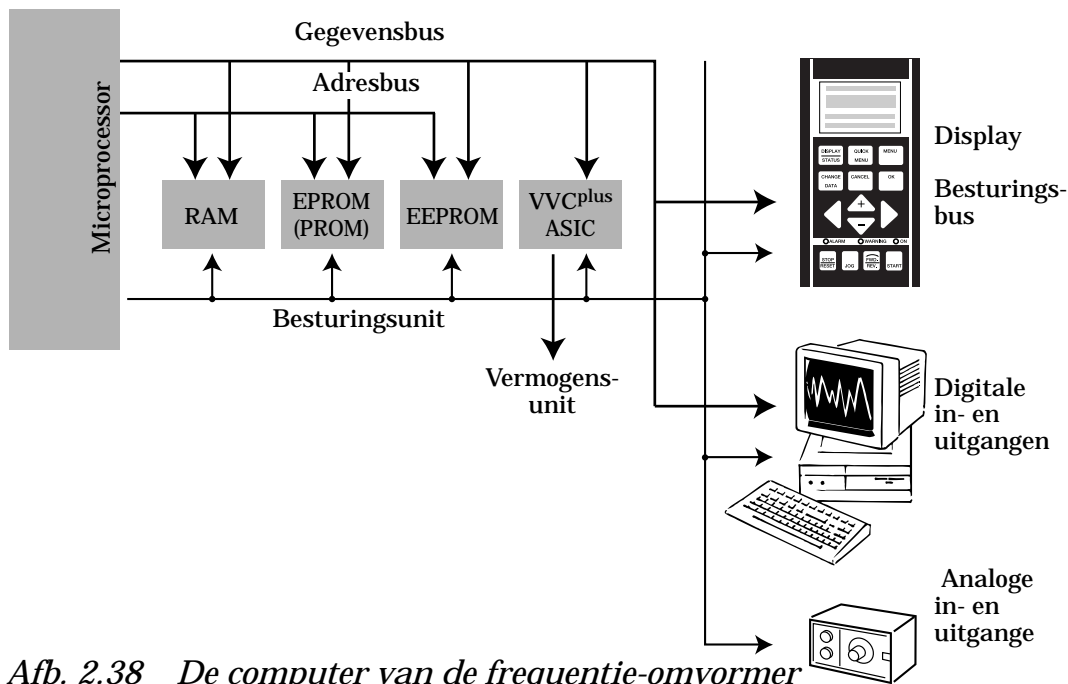 Gegevensbus
Adresbus
Microprocessor
RAM
EPROM
(PROM)
EEPROM
VVCplus
ASIC
Besturingsunit
Vermogens-
unit
DISPLAY
STATUS
QUICK
MENU
MENU
CHANGE
DATA
CANCEL
OK
+
−
ALARM
WARNING
ON
STOP
RESET
JOG
FWD.
REV.
START
Display
Besturings-
bus
Digitale
in- en
uitgangen
Analoge
in- en
uitgange
Afb. 2.38 De computer van de frequentie-omvormer